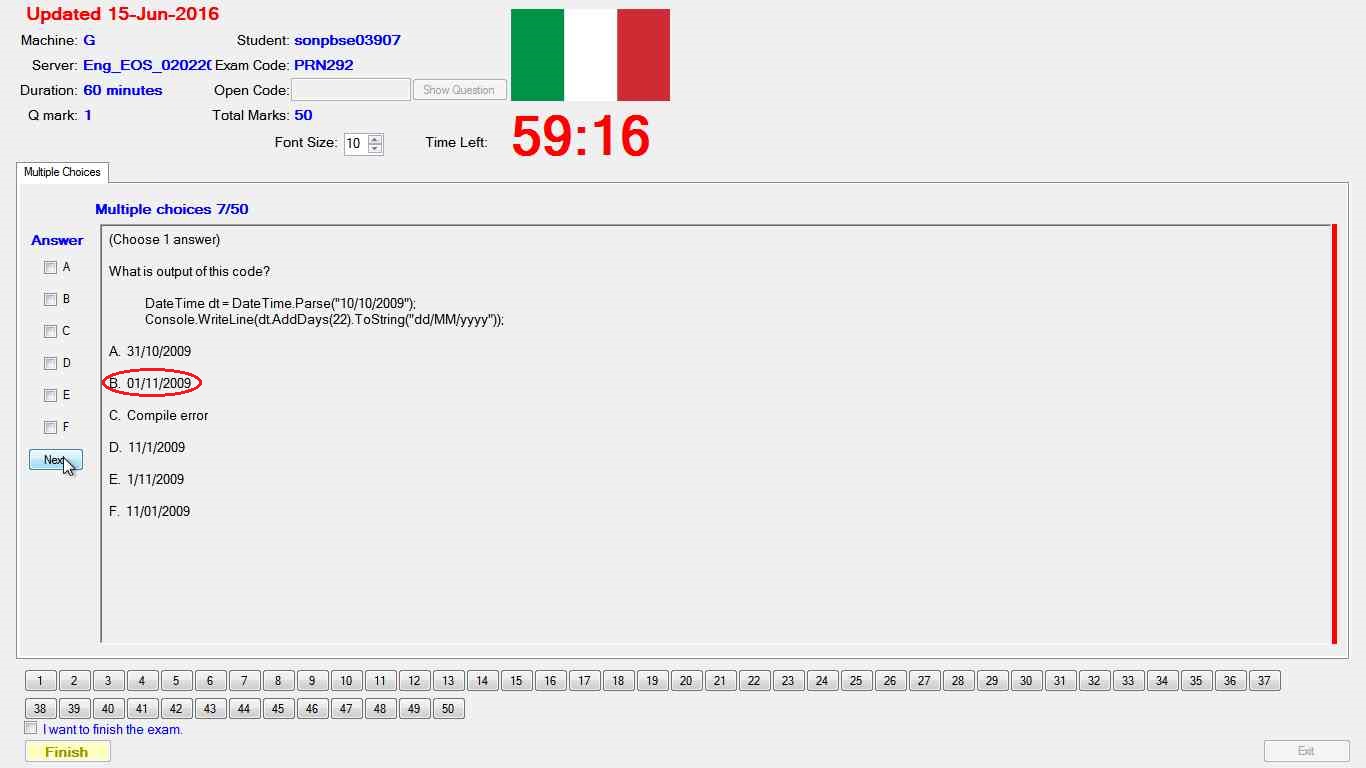 Updated 15-Jun-2016
Machine: G Student: sonpbse03907
Server: Eng_EOS_02022 Exam Code: PRN292
Duration: 60 minutes Open Code: Show Question
Q mark: 1 Total Marks: 50
Font Size: 10 Time Left: 59:16
Multiple Choices
Multiple choices 7/50
Answer
A
B
C
D
E
F
Next
(Choose 1 answer)
What is output of this code?
DateTime dt = DateTime.Parse("10/10/2009");
Console.WriteLine(dt.AddDays(22).ToString("dd/MM/yyyy"));
A. 31/10/2009
B. 01/11/2009
C. Compile error
D. 11/1/2009
E. 1/11/2009
F. 11/01/2009
1 2 3 4 5 6 7 8 9 10 11 12 13 14 15 16 17 18 19 20 21 22 23 24 25 26 27 28 29 30 31 32 33 34 35 36 37
38 39 40 41 42 43 44 45 46 47 48 49 50
I want to finish the exam.
Finish Exit